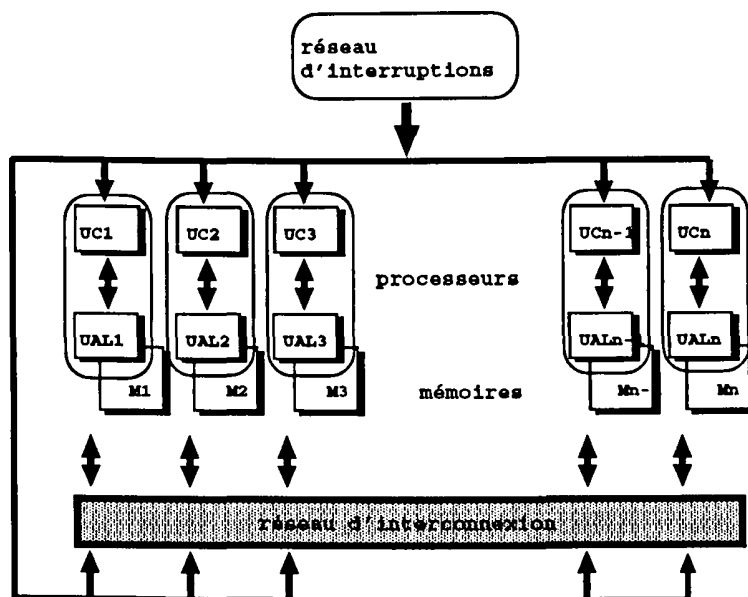 réseau
d'interruptions
UC1 UC2 UC3 UCn-1 UCn
processeurs
UAL1 UAL2 UAL3 UALn- UALn
M1 M2 M3 mémoires Mn- Mn
réseau d'interconnexion